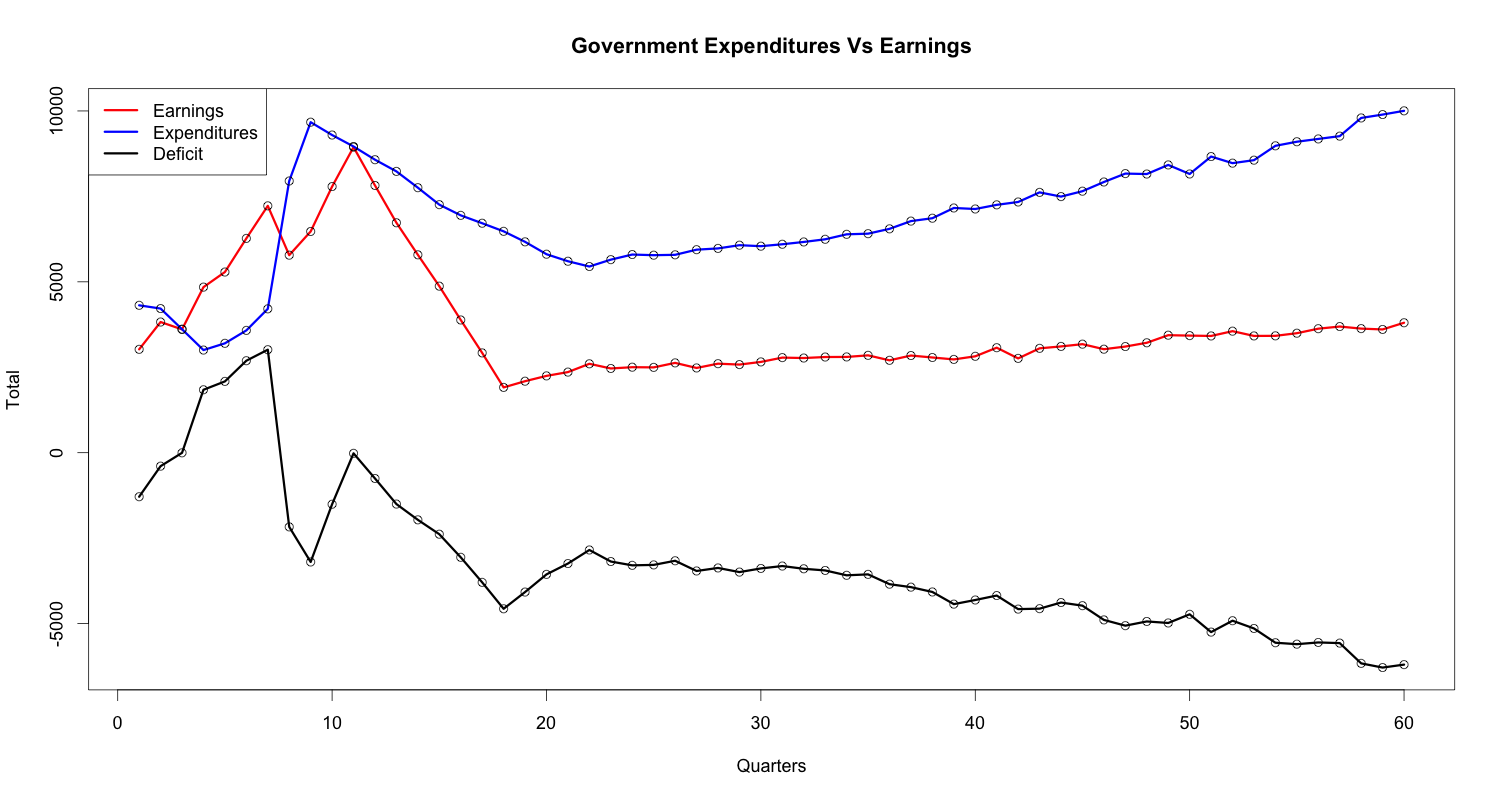 Government Expenditures Vs Earnings
Earnings
Expenditures
Deficit
10000
5000
0
-5000
Total
0 10 20 30 40 50 60
Quarters